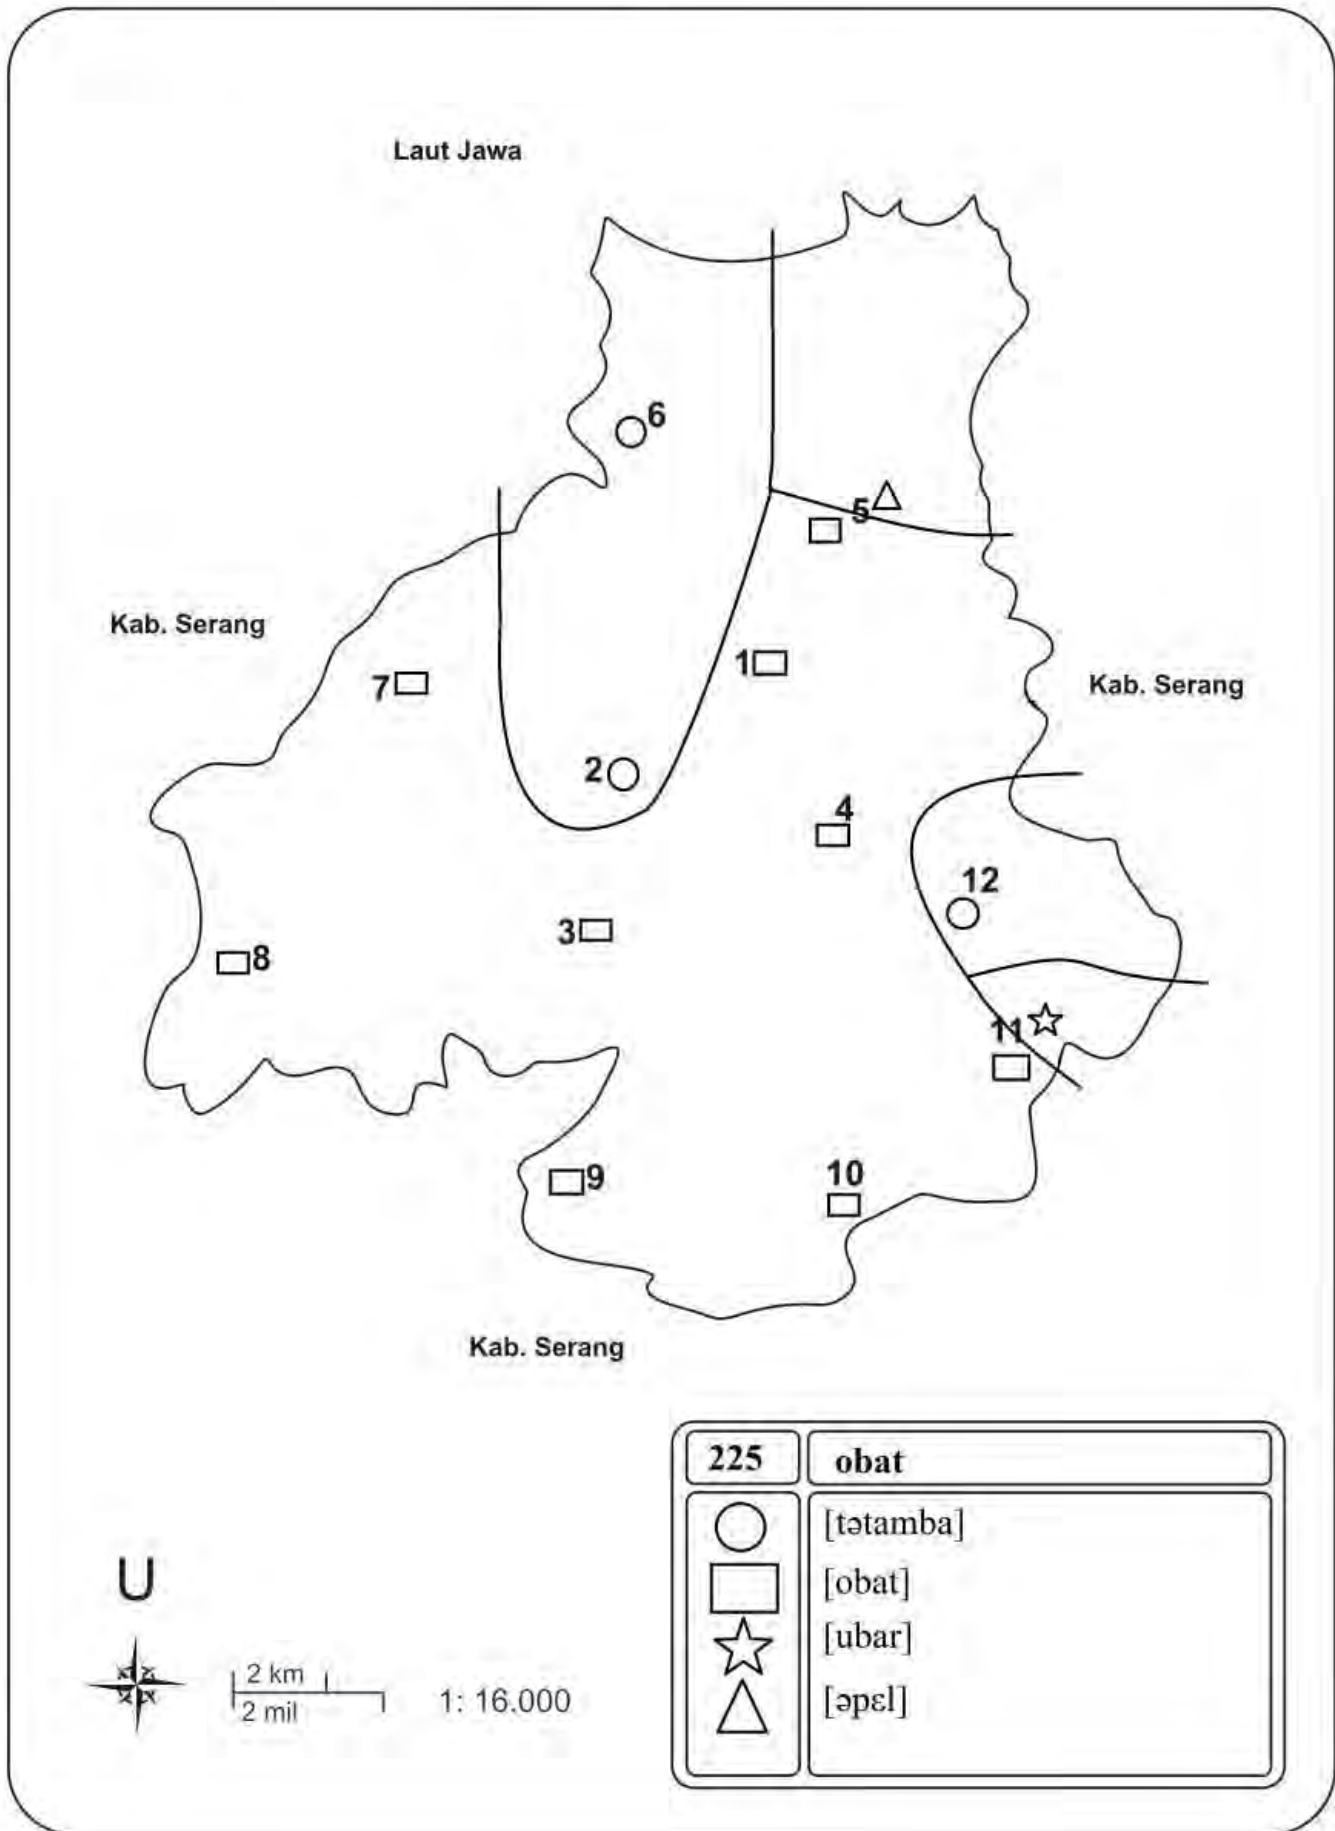 Laut Jawa
6
5
Kab. Serang
1
7
Kab. Serang
2
4
12
3
8
11
9
10
Kab. Serang
225 obat
[tətamba]
[obat]
[ubar]
[əpɛl]
U
2 km
2 mil
1: 16.000